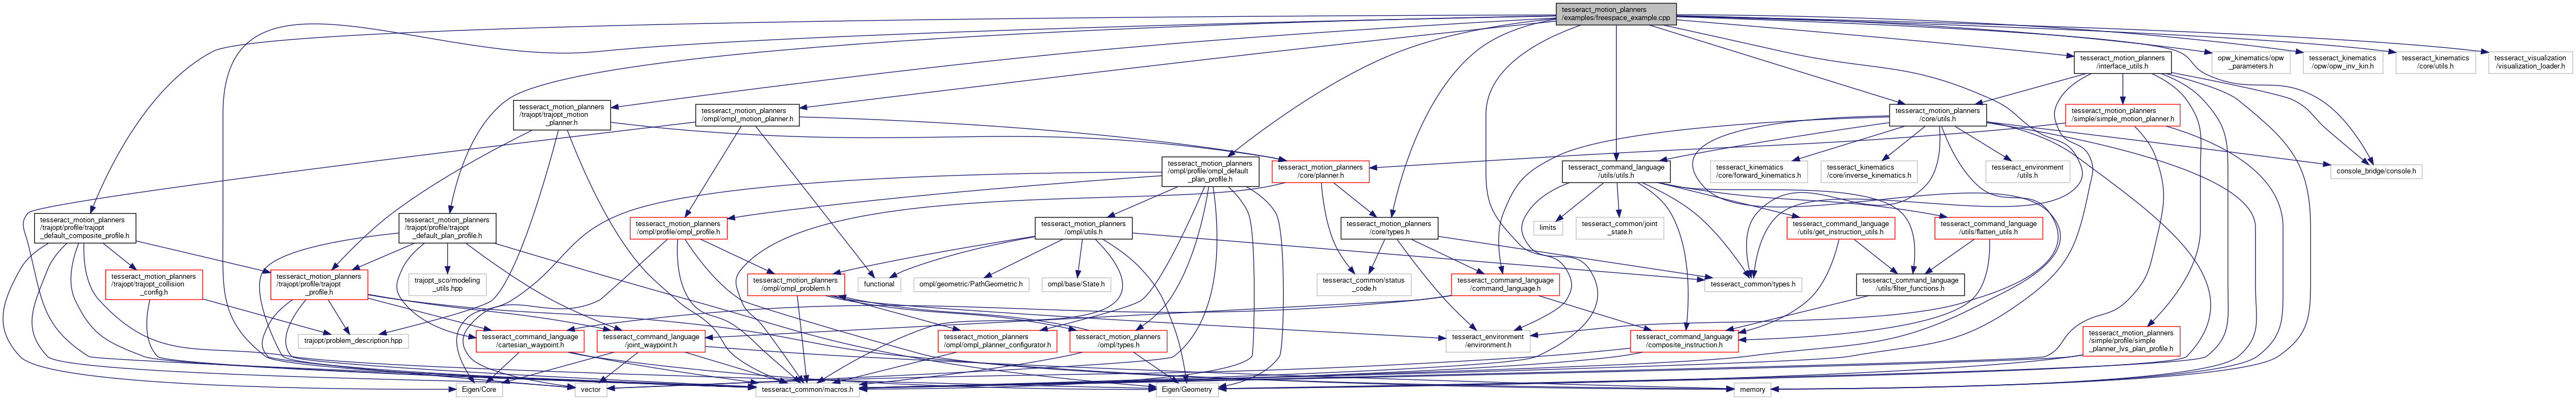 tesseract_motion_planners
/examples/freespace_example.cpp
tesseract_motion_planners
/interface_utils.h
opw_kinematics/opw
_parameters.h
tesseract_kinematics
/opw/opw_inv_kin.h
tesseract_kinematics
/core/utils.h
tesseract_visualization
/visualization_loader.h
tesseract_motion_planners
/trajopt/trajopt_motion
_planner.h
tesseract_motion_planners
/ompl/ompl_motion_planner.h
tesseract_motion_planners
/core/utils.h
tesseract_motion_planners
/simple/simple_motion_planner.h
tesseract_motion_planners
/ompl/profile/ompl_default
_plan_profile.h
tesseract_motion_planners
/core/planner.h
tesseract_command_language
/utils/utils.h
tesseract_kinematics
/core/forward_kinematics.h
tesseract_kinematics
/core/inverse_kinematics.h
tesseract_environment
/utils.h
console_bridge/console.h
tesseract_motion_planners
/trajopt/profile/trajopt
_default_composite_profile.h
tesseract_motion_planners
/trajopt/profile/trajopt
_default_plan_profile.h
tesseract_motion_planners
/ompl/profile/ompl_profile.h
tesseract_motion_planners
/ompl/utils.h
tesseract_motion_planners
/core/types.h
limits
tesseract_common/joint
_state.h
tesseract_command_language
/utils/get_instruction_utils.h
tesseract_command_language
/utils/flatten_utils.h
tesseract_motion_planners
/trajopt/trajopt_collision
_config.h
tesseract_motion_planners
/trajopt/profile/trajopt
_profile.h
trajopt_sco/modeling
_utils.hpp
tesseract_motion_planners
/ompl/ompl_problem.h
functional
ompl/geometric/PathGeometric.h
ompl/base/State.h
tesseract_common/status
_code.h
tesseract_command_language
/command_language.h
tesseract_common/types.h
tesseract_command_language
/utils/filter_functions.h
trajopt/problem_description.hpp
tesseract_command_language
/cartesian_waypoint.h
tesseract_command_language
/joint_waypoint.h
tesseract_motion_planners
/ompl/ompl_planner_configurator.h
tesseract_motion_planners
/ompl/types.h
tesseract_environment
/environment.h
tesseract_command_language
/composite_instruction.h
tesseract_motion_planners
/simple/profile/simple
_planner_lvs_plan_profile.h
Eigen/Core
vector
tesseract_common/macros.h
Eigen/Geometry
memory